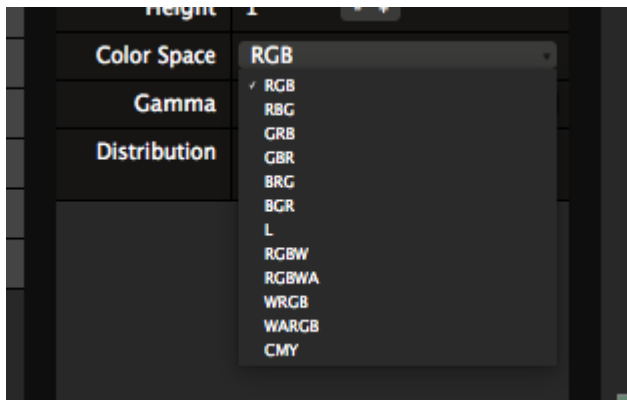 Height 1 - +
Color Space RGB
✓ RGB
Gamma RBG
GRB
Distribution GBR
BRG
BGR
L
RGBW
RGBWA
WRGB
WARGB
CMY